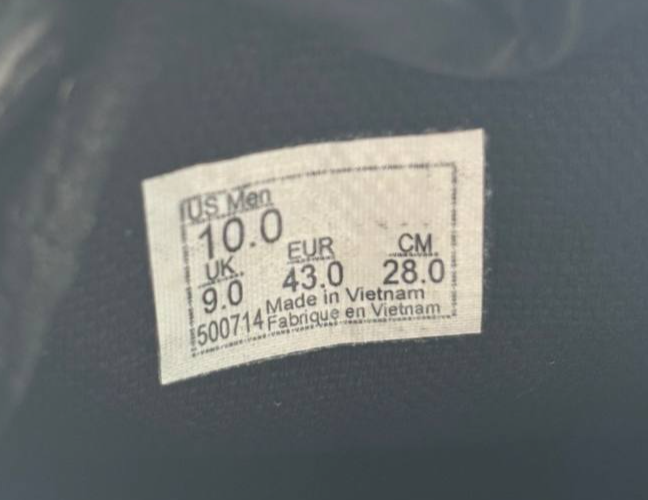 US Men
10.0
UK EUR CM
9.0 43.0 28.0
Made in Vietnam
500714 Fabrique en Vietnam